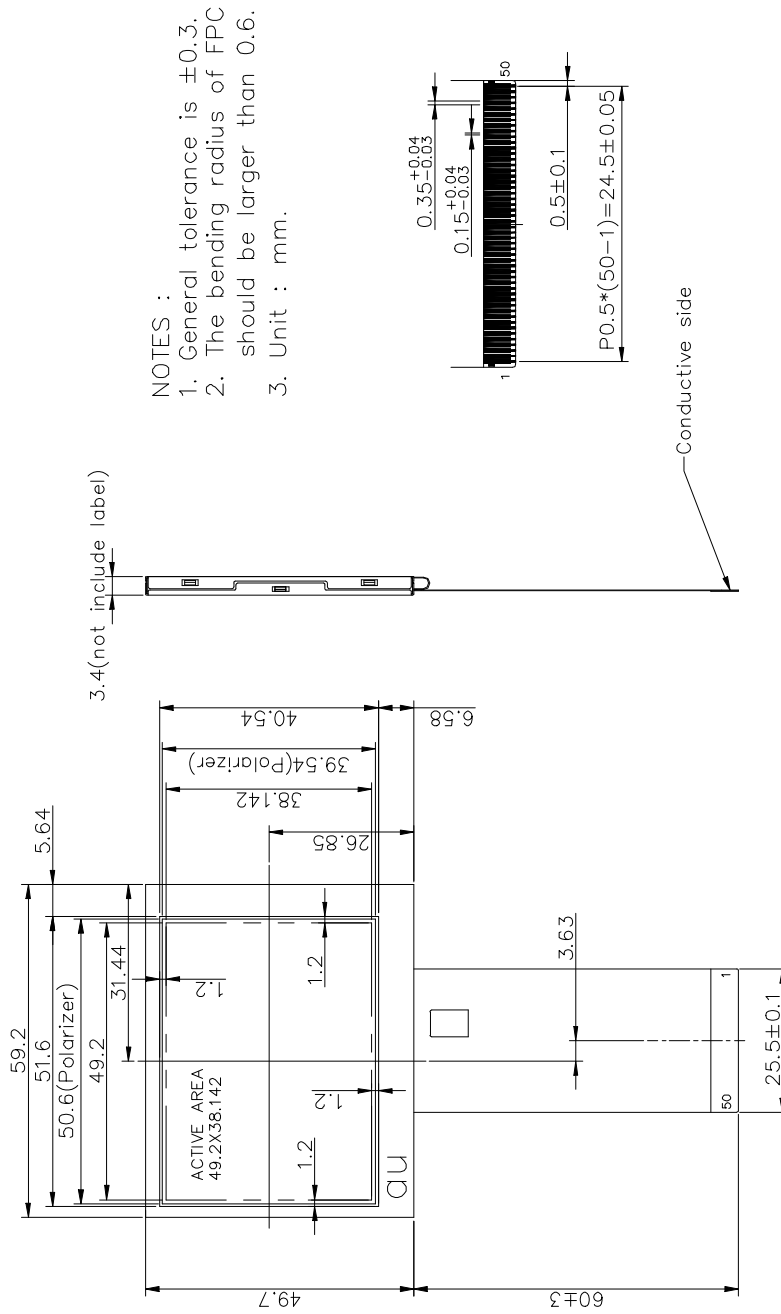 NOTES :
1. General tolerance is ±0.3.
2. The bending radius of FPC
should be larger than 0.6.
3. Unit : mm.
0.35+0.04-0.03
0.15+0.04-0.03
50
1
0.5±0.1
P0.5*(50-1)=24.5±0.05
3.4(not include label)
Conductive side
59.2
51.6
50.6(Polarizer)
49.2
31.44
5.64
1.2
1.2
1.2
1.2
ACTIVE AREA
49.2X38.142
au
40.54
39.54(Polarizer)
38.142
26.85
6.58
49.7
60±3
3.63
50
1
25.5±0.1